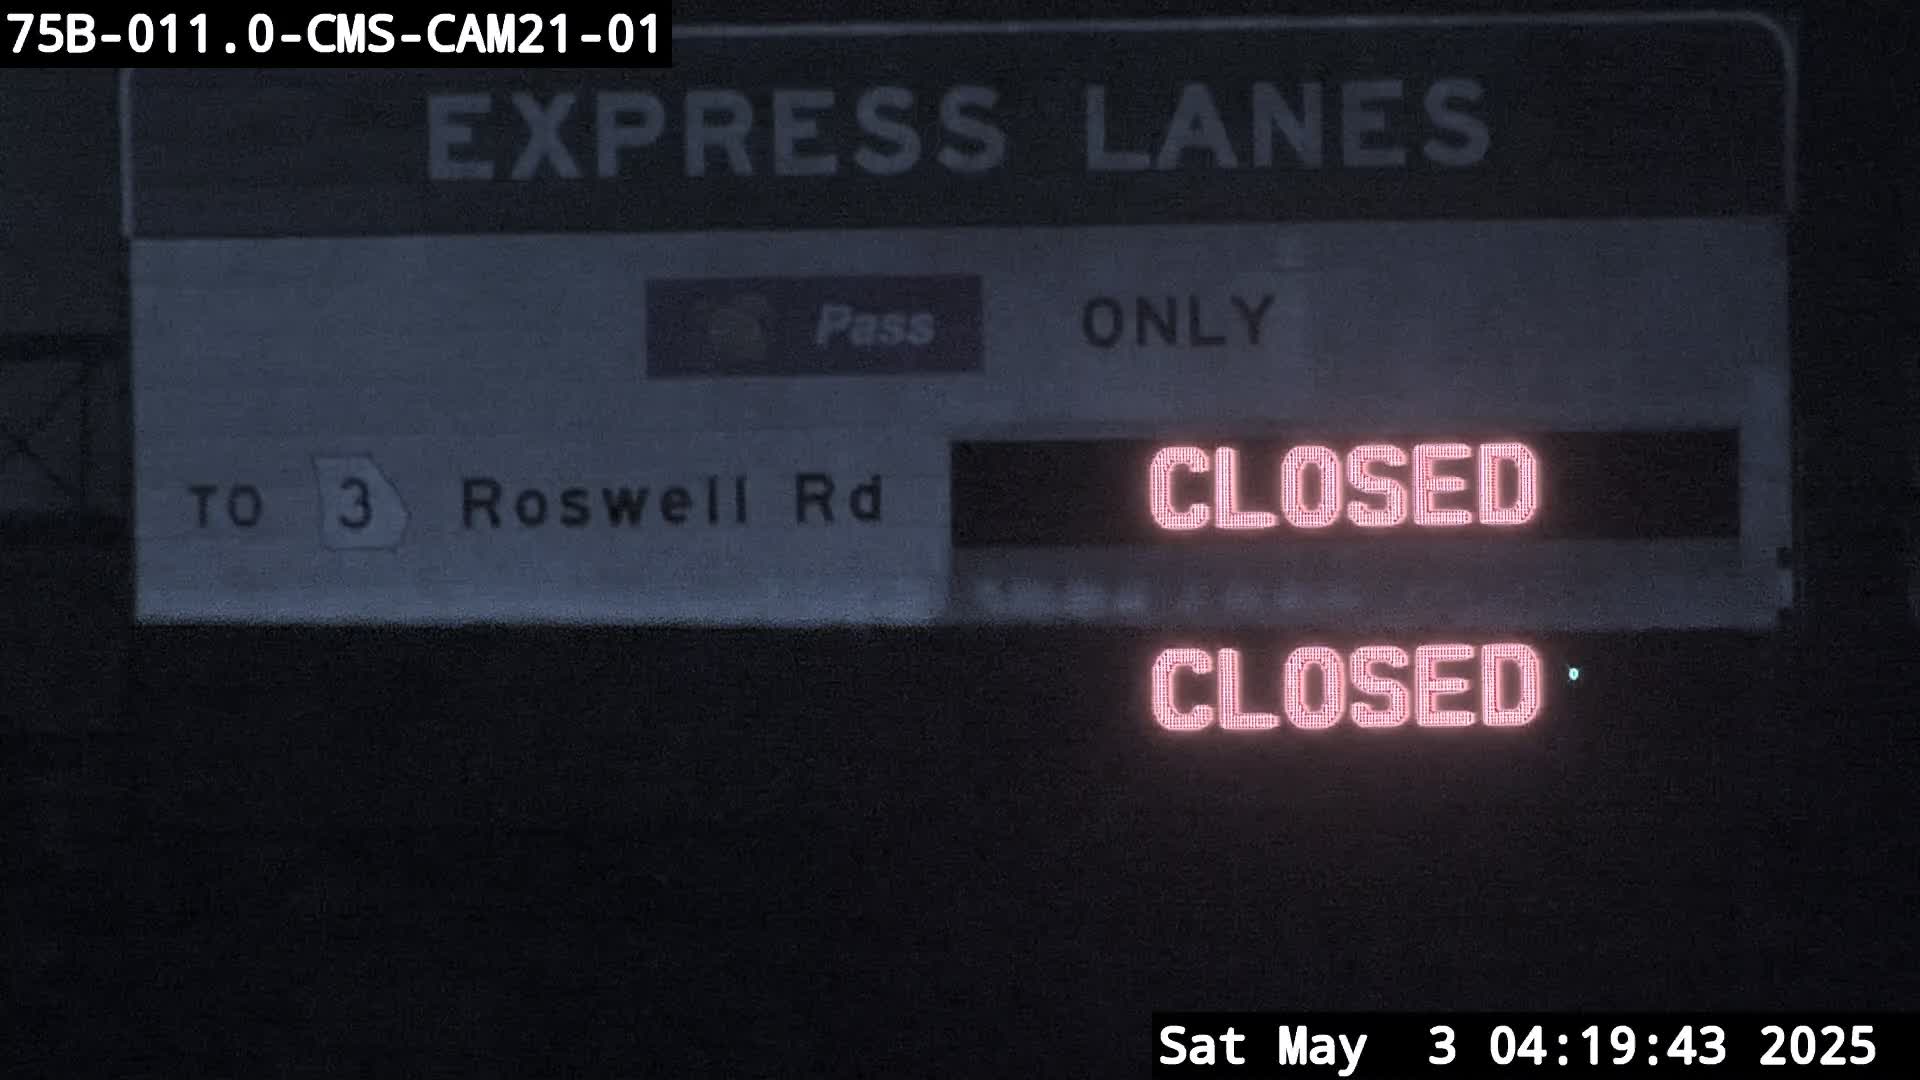 75B-011.0-CMS-CAM21-01
EXPRESS LANES
Pass ONLY
TO 3 Roswell Rd CLOSED
CLOSED
Sat May 3 04:19:43 2025